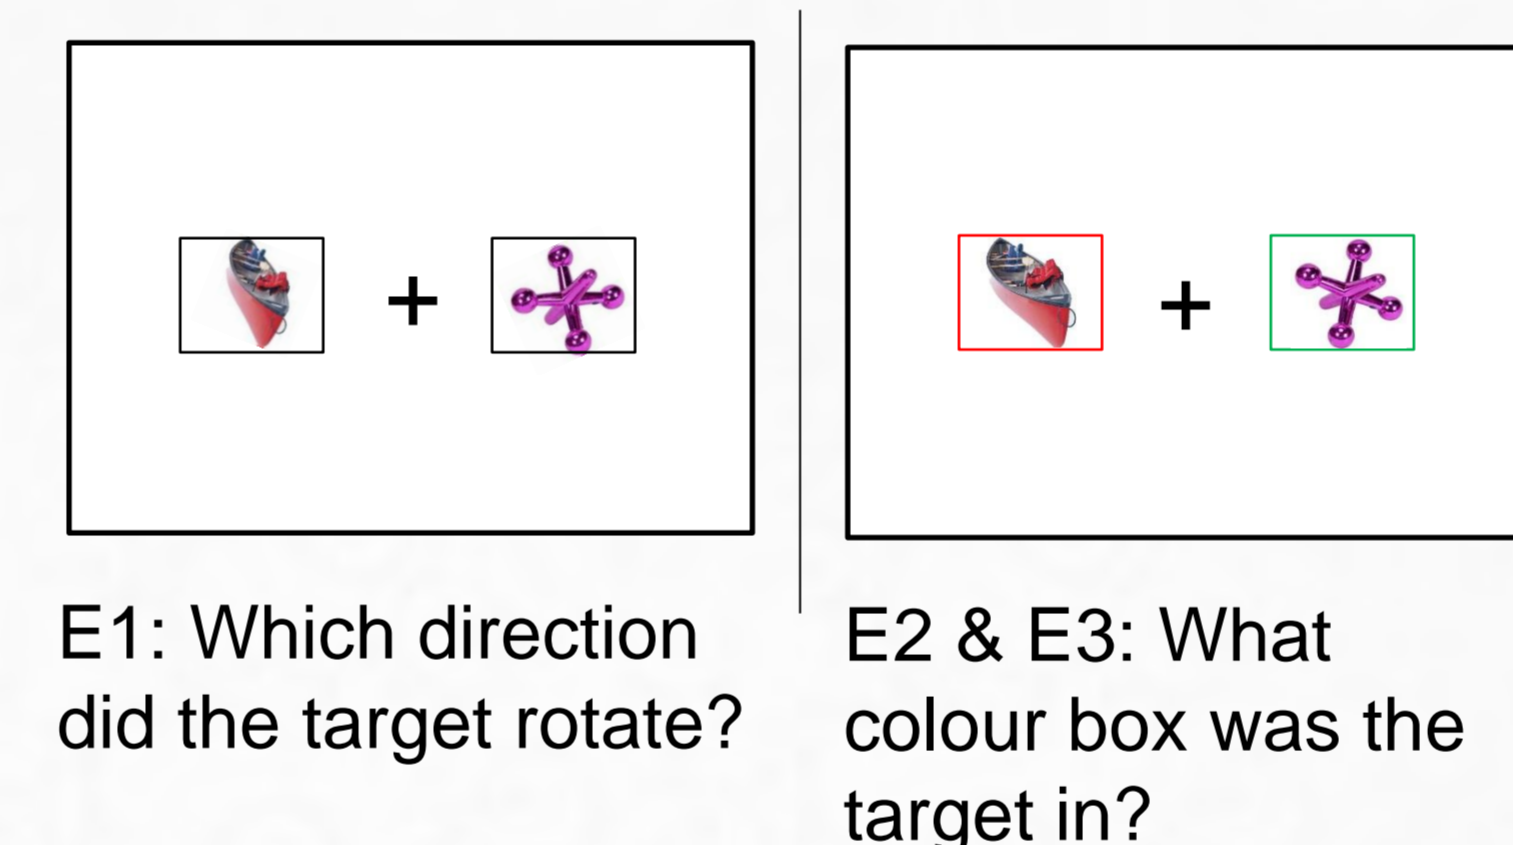 E1: Which direction
did the target rotate?
E2 & E3: What
colour box was the
target in?